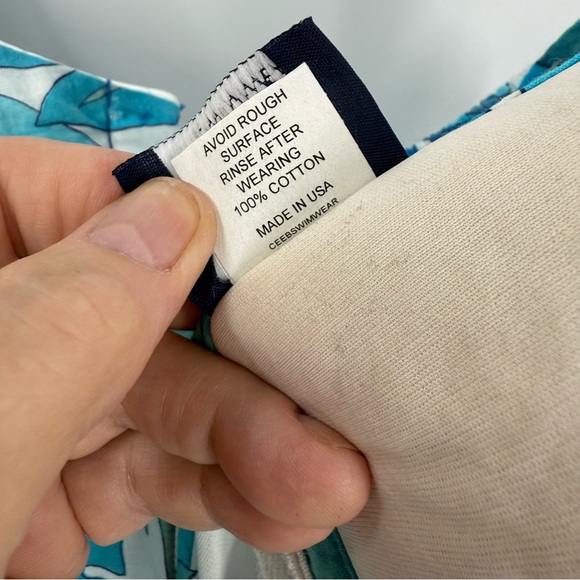 AVOID ROUGH
SURFACE
RINSE AFTER
WEARING
100% COTTON
MADE IN USA
CEEBSWIMWEAR